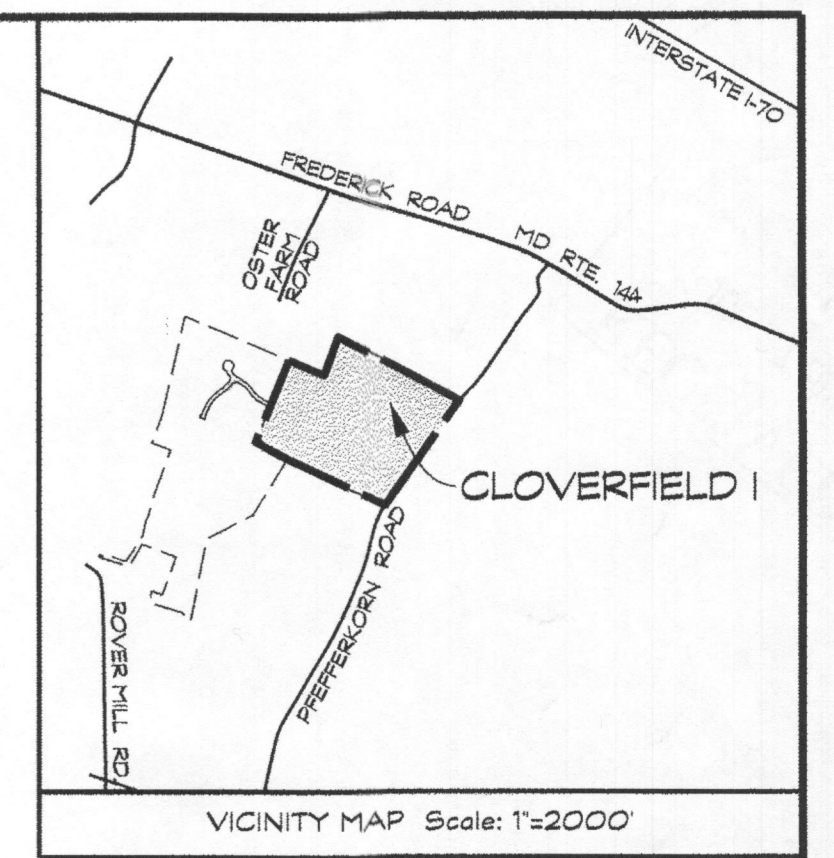 INTERSTATE I-70
FREDERICK ROAD
MD RTE. 144
OSTER
FARM
ROAD
CLOVERFIELD I
PFEFFERKORN ROAD
ROVER MILL RD
VICINITY MAP Scale: 1"=2000'